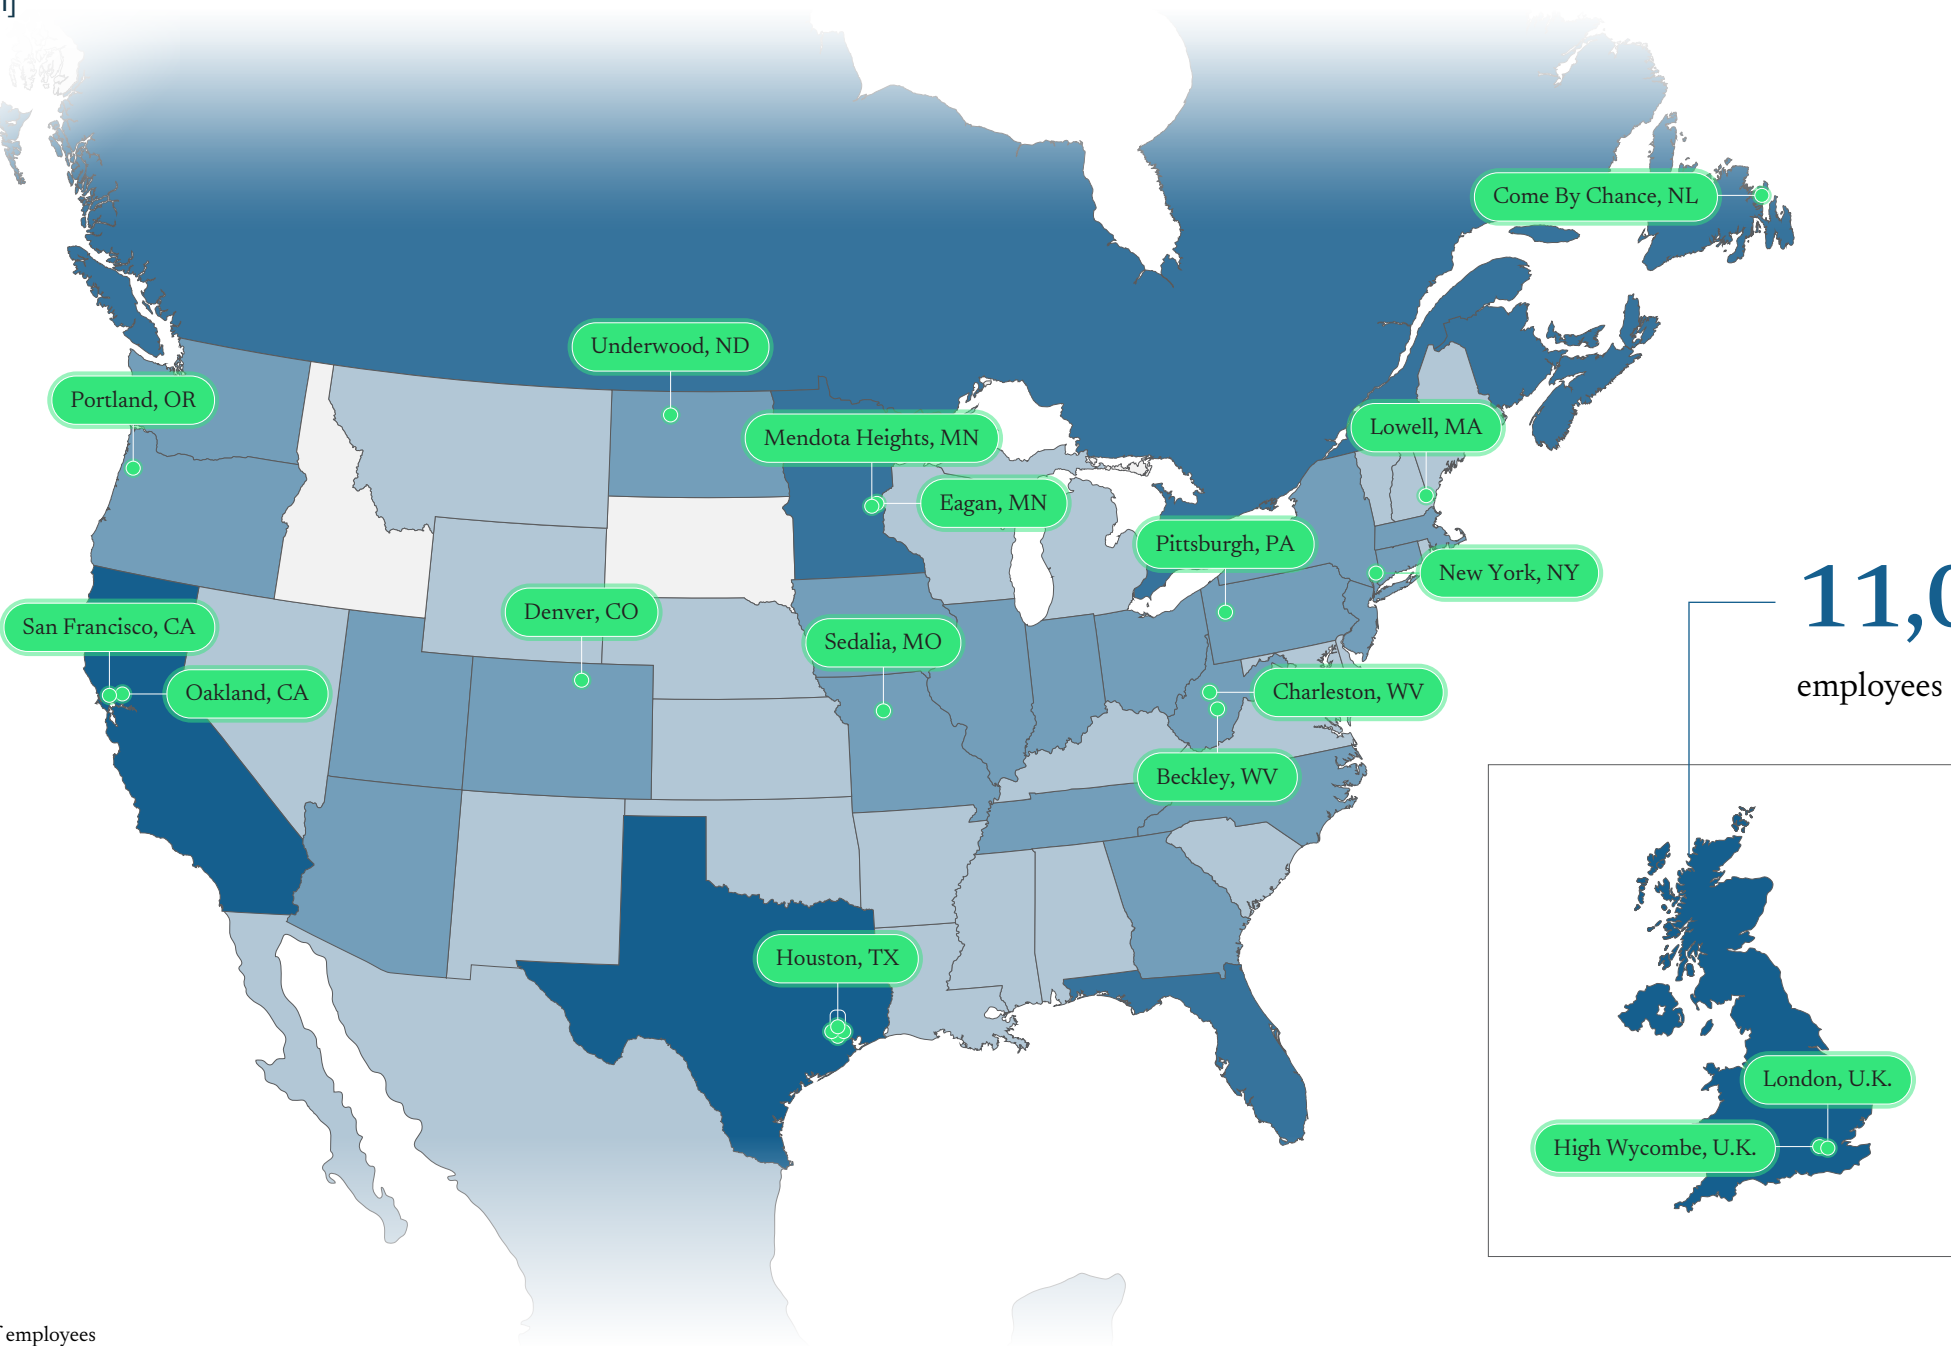 Come By Chance, NL
Underwood, ND
Portland, OR
Lowell, MA
Mendota Heights, MN
Eagan, MN
Pittsburgh, PA
New York, NY
Denver, CO
San Francisco, CA
Sedalia, MO
Oakland, CA
Charleston, WV
employees
Beckley, WV
Houston, TX
London, U.K.
High Wycombe, U.K.
employees